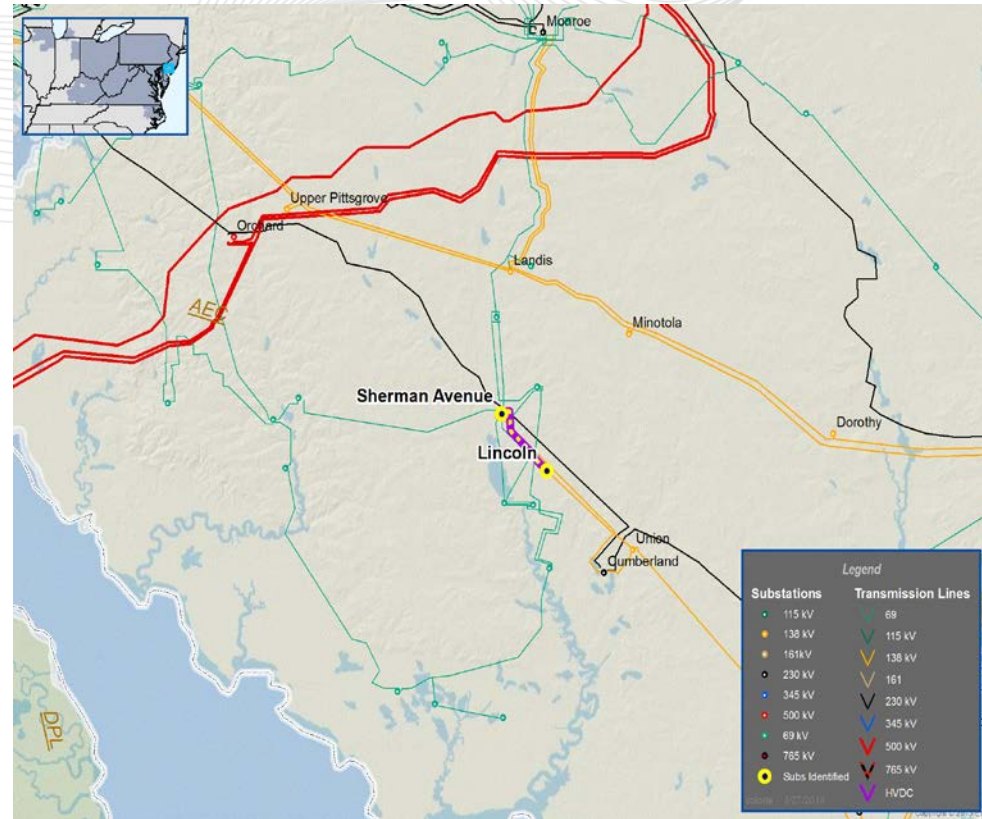 Monroe
Upper Pittsgrove
Orchard
Landis
AEC
Minotola
Sherman Avenue
Dorothy
Lincoln
Union
Cumberland
DPL
Legend
Substations
115 kV
138 kV
161kV
230 kV
345 kV
500 kV
69 kV
765 kV
Subs Identified
Transmission Lines
69
115 kV
138 kV
161
230 kV
345 kV
500 kV
765 kV
HVDC